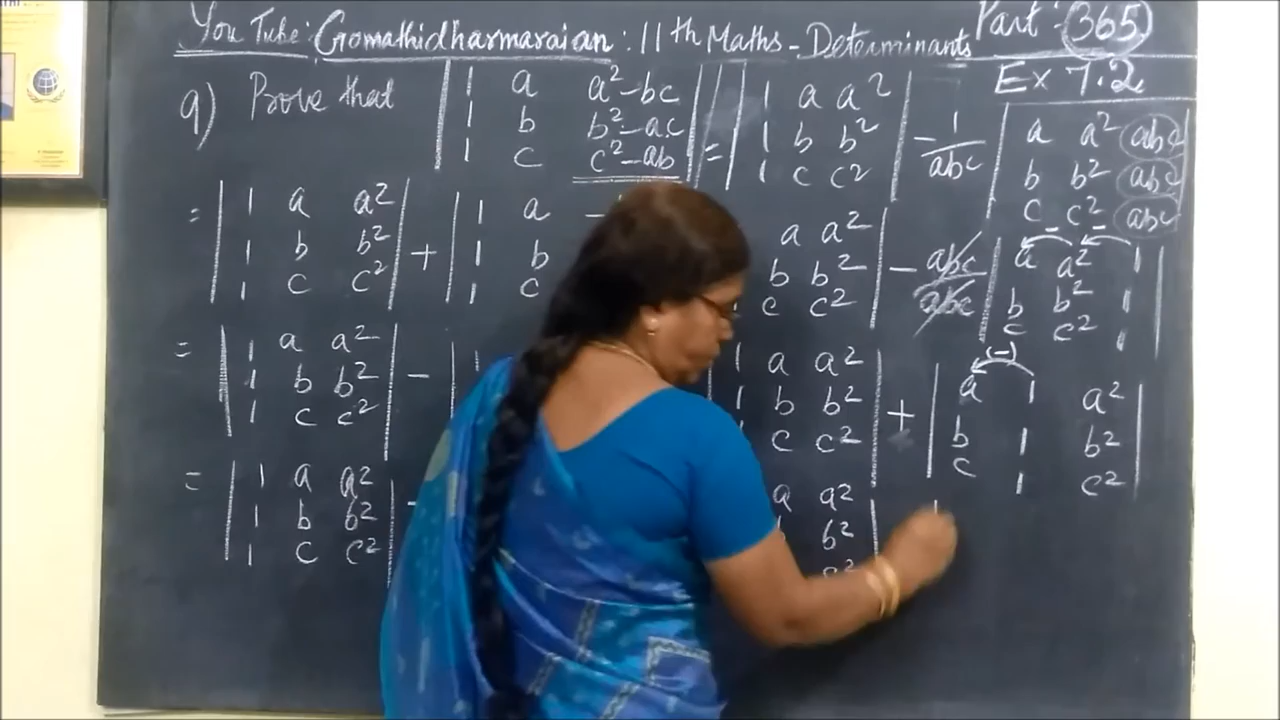 You Tube: Gomathidharmaraian: 11th Maths - Determinants Part: 365
Ex 7.2
9) Prove that | 1 a a²-bc | = | 1 a a² | - 1/abc | a a² abc |
| 1 b b²-ac | | 1 b b² | | b b² abc |
| 1 c c²-ab | | 1 c c² | | c c² abc |
= | 1 a a² | + | 1 a - a a² | - abc/abc | a a² 1 |
| 1 b b² | | 1 b b b² | | b b² 1 |
| 1 c c² | | 1 c c c² | | c c² 1 |
= | 1 a a² | - | 1 | 1 a a² | + (-) | a 1 a² |
| 1 b b² | | 1 b b² | | b 1 b² |
| 1 c c² | c c² | | c 1 c² |
= | 1 a a² | - a a² |
| 1 b b² | b² |
| 1 c c² |